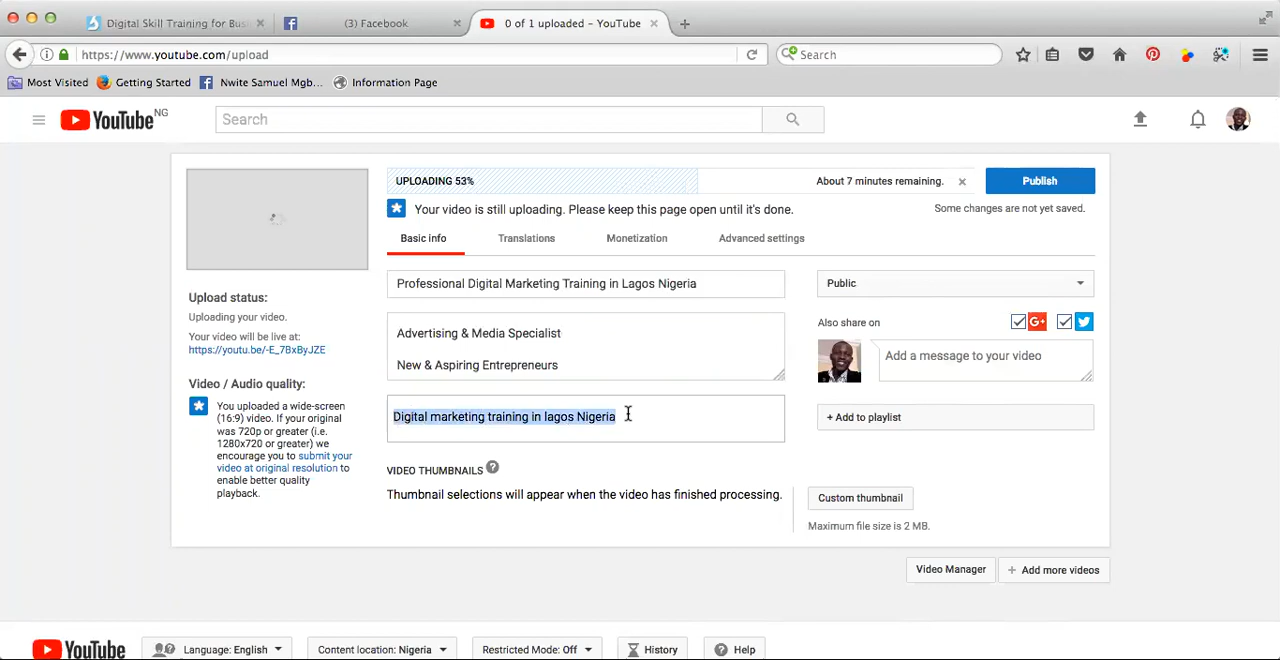 Digital Skill Training for Bus
(3) Facebook
0 of 1 uploaded - YouTube
https://www.youtube.com/upload
Search
Most Visited
Getting Started
Nwite Samuel Mgb...
Information Page
YouTube NG
Search
UPLOADING 53%
About 7 minutes remaining.
Publish
Your video is still uploading. Please keep this page open until it's done.
Some changes are not yet saved.
Basic info
Translations
Monetization
Advanced settings
Professional Digital Marketing Training in Lagos Nigeria
Public
Upload status:
Uploading your video.
Your video will be live at:
https://youtu.be/-E_7BxByJZE
Advertising & Media Specialist
New & Aspiring Entrepreneurs
Also share on
G+
Add a message to your video
Video / Audio quality:
You uploaded a wide-screen
(16:9) video. If your original
was 720p or greater (i.e.
1280x720 or greater) we
encourage you to submit your
video at original resolution to
enable better quality
playback.
Digital marketing training in lagos Nigeria
+ Add to playlist
VIDEO THUMBNAILS ?
Thumbnail selections will appear when the video has finished processing.
Custom thumbnail
Maximum file size is 2 MB.
Video Manager
+ Add more videos
YouTube
Language: English
Content location: Nigeria
Restricted Mode: Off
History
Help